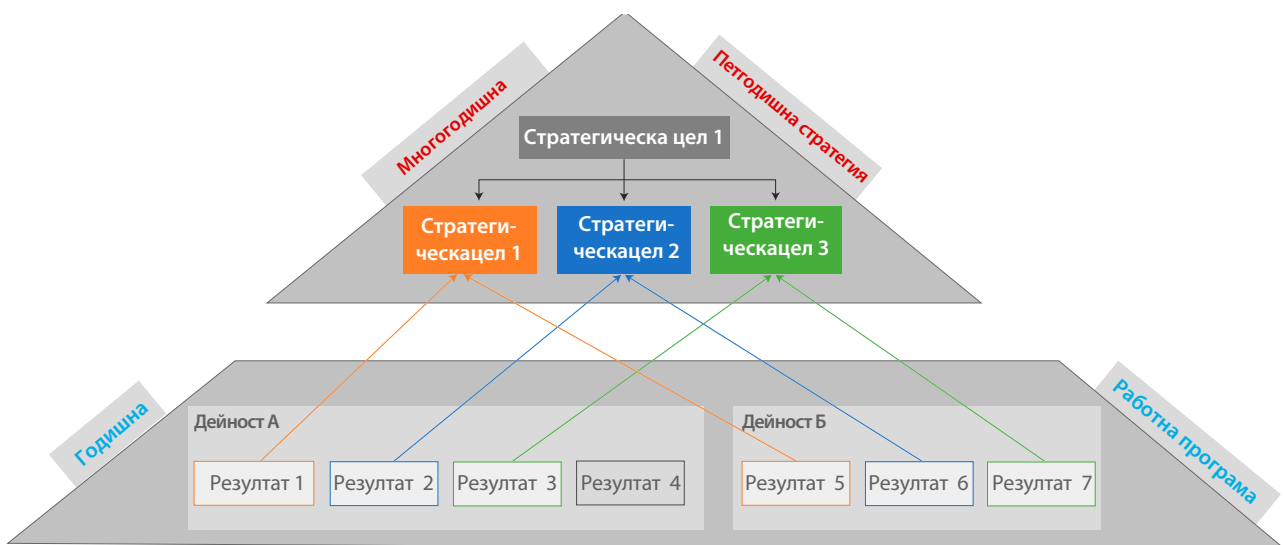 Многогодишна
Петгодишна стратегия
Стратегическа цел 1
Стратеги-
ческацел 1
Стратеги-
ческацел 2
Стратеги-
ческацел 3
Годишна
Работна програма
Дейност А
Резултат 1
Резултат 2
Резултат 3
Резултат 4
Дейност Б
Резултат 5
Резултат 6
Резултат 7